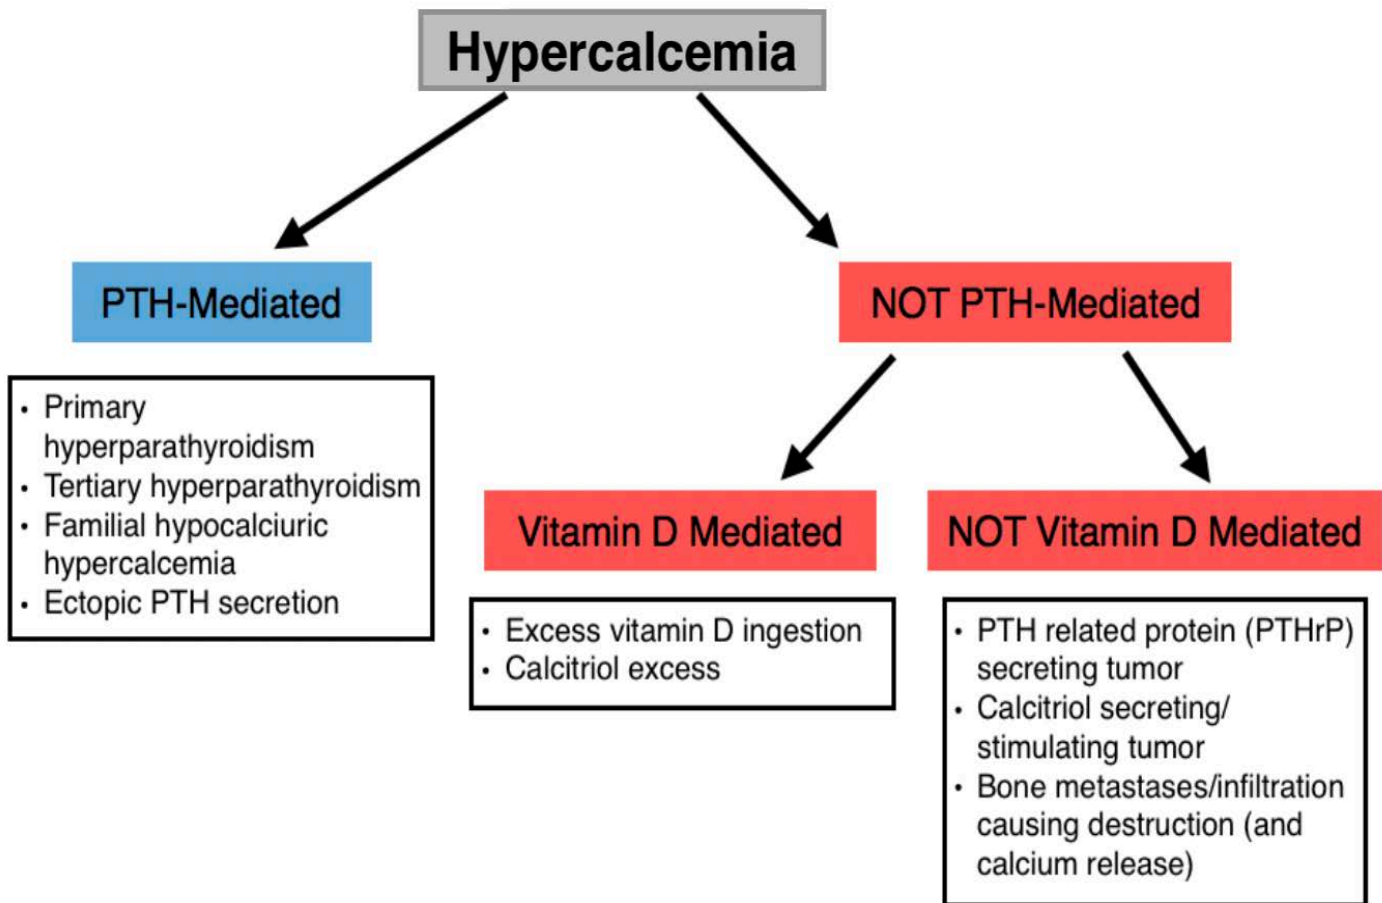 Hypercalcemia
PTH-Mediated
NOT PTH-Mediated
• Primary
hyperparathyroidism
• Tertiary hyperparathyroidism
• Familial hypocalciuric
hypercalcemia
• Ectopic PTH secretion
Vitamin D Mediated
NOT Vitamin D Mediated
• Excess vitamin D ingestion
• Calcitriol excess
• PTH related protein (PTHrP)
secreting tumor
• Calcitriol secreting/
stimulating tumor
• Bone metastases/infiltration
causing destruction (and
calcium release)